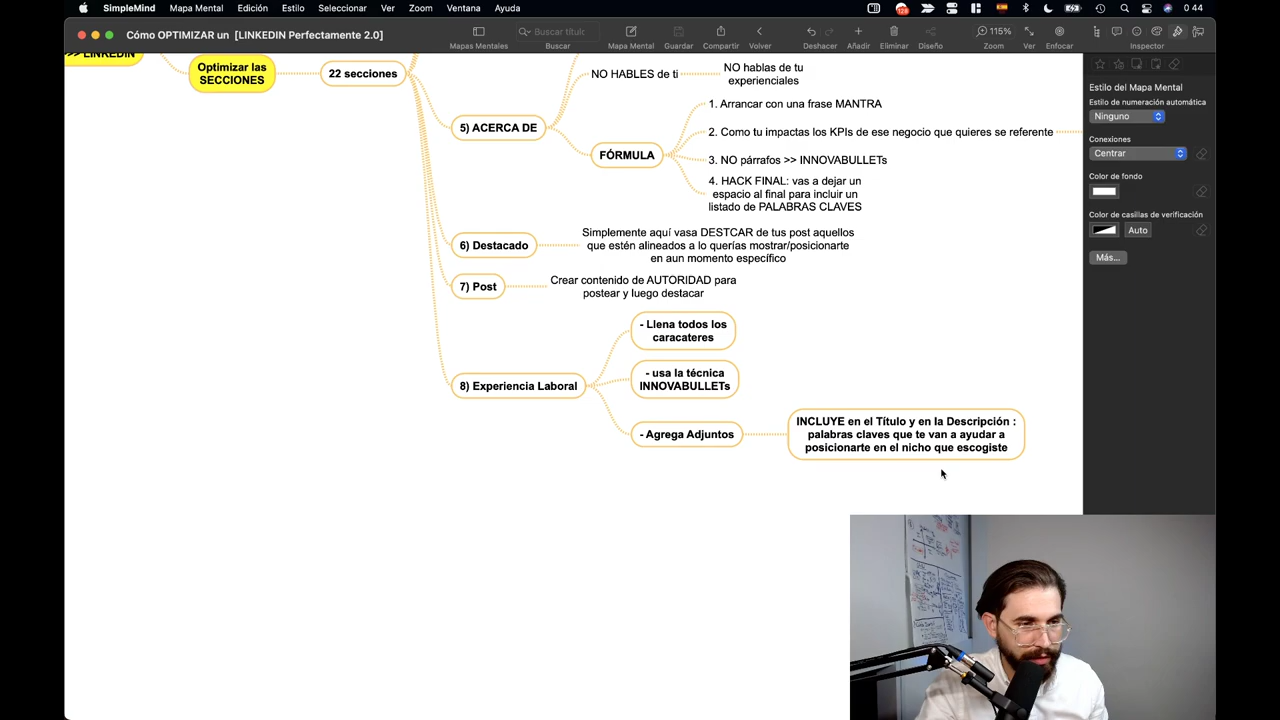 SimpleMind Mapa Mental Sección Edición Estilo Seleccionar Ver Zoom Ventana Ayuda 128 0 44
Cómo OPTIMIZAR un [LINKEDIN Perfectamente 2.0]
Mapas Mentales
Buscar título
Buscar
Mapa Mental
Guardar
Compartir
Volver
Deshacer
Añadir
Eliminar
Diseño
115%
Zoom
Ver
Enfocar
Inspector
>> LINKEDIN
Optimizar las
SECCIONES
22 secciones
NO HABLES de ti
NO hablas de tu
experienciales
5) ACERCA DE
FÓRMULA
1. Arrancar con una frase MANTRA
2. Como tu impactas los KPIs de ese negocio que quieres se referente
3. NO párrafos >> INNOVABULLETs
4. HACK FINAL: vas a dejar un
espacio al final para incluir un
listado de PALABRAS CLAVES
6) Destacado
Simplemente aquí vasa DESTCAR de tus post aquellos
que estén alineados a lo querías mostrar/posicionarte
en aun momento específico
7) Post
Crear contenido de AUTORIDAD para
postear y luego destacar
8) Experiencia Laboral
- Llena todos los
caracateres
- usa la técnica
INNOVABULLETs
- Agrega Adjuntos
INCLUYE en el Título y en la Descripción :
palabras claves que te van a ayudar a
posicionarte en el nicho que escogiste
Estilo del Mapa Mental
Estilo de numeración automática
Ninguno
Conexiones
Centrar
Color de fondo
Color de casillas de verificación
Auto
Más...